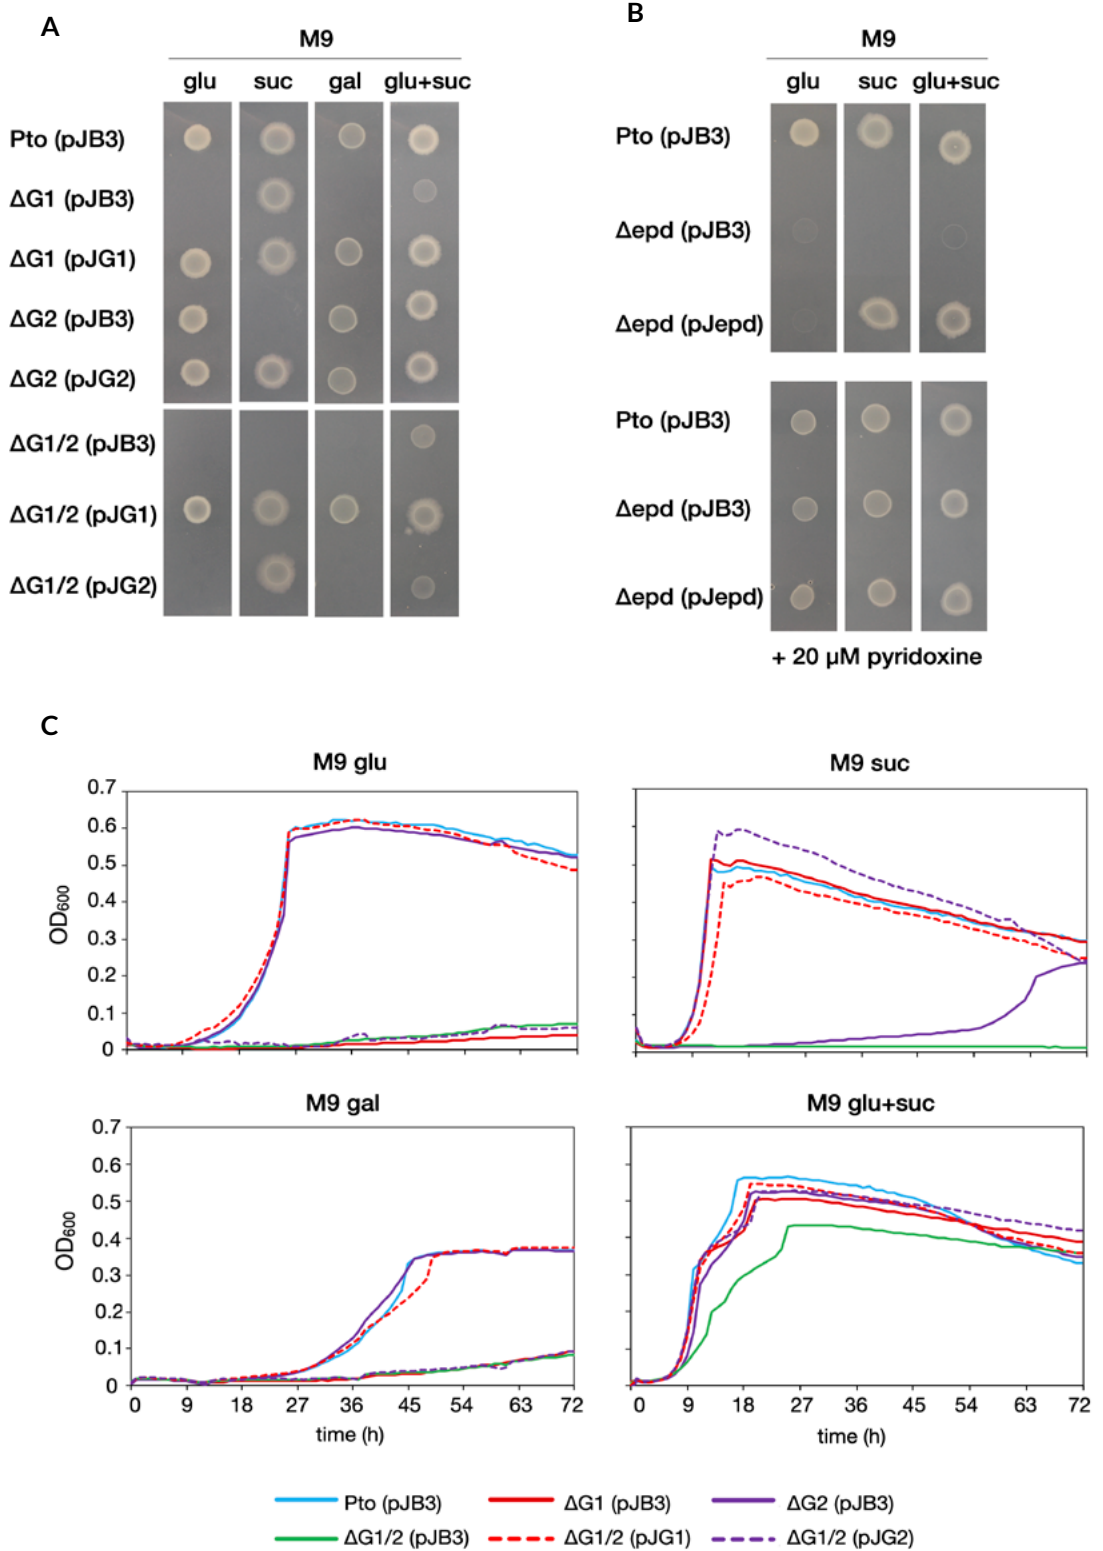 A
M9
glu suc gal glu+suc
Pto (pJB3)
ΔG1 (pJB3)
ΔG1 (pJG1)
ΔG2 (pJB3)
ΔG2 (pJG2)
ΔG1/2 (pJB3)
ΔG1/2 (pJG1)
ΔG1/2 (pJG2)
B
M9
glu suc glu+suc
Pto (pJB3)
Δepd (pJB3)
Δepd (pJepd)
Pto (pJB3)
Δepd (pJB3)
Δepd (pJepd)
+ 20 µM pyridoxine
C
M9 glu
0.7
0.6
0.5
0.4
0.3
0.2
0.1
0
OD600
M9 suc
M9 gal
0.7
0.6
0.5
0.4
0.3
0.2
0.1
0
OD600
0 9 18 27 36 45 54 63 72
time (h)
M9 glu+suc
0 9 18 27 36 45 54 63 72
time (h)
Pto (pJB3) ΔG1 (pJB3) ΔG2 (pJB3)
ΔG1/2 (pJB3) ΔG1/2 (pJG1) ΔG1/2 (pJG2)